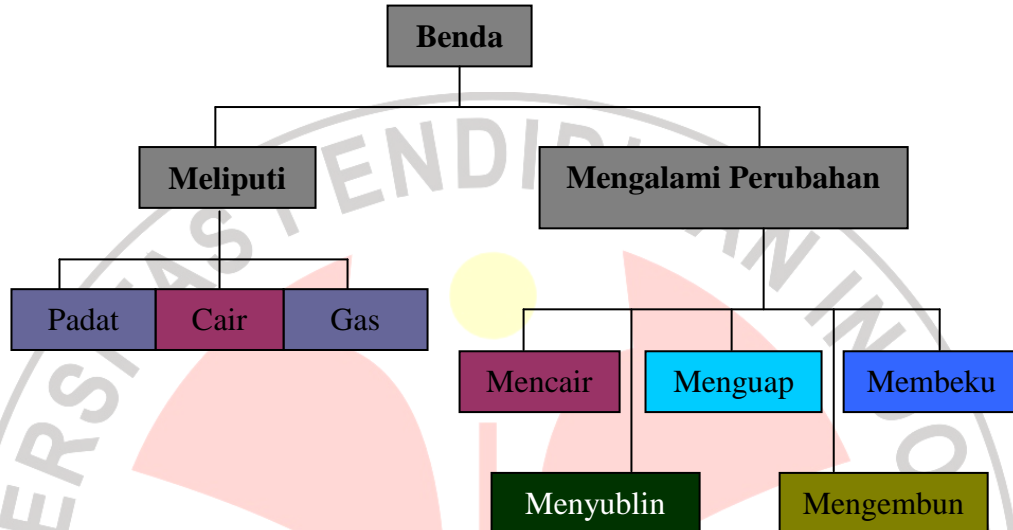 Benda
Meliputi
Mengalami Perubahan
Padat
Cair
Gas
Mencair
Menguap
Membeku
Menyublin
Mengembun